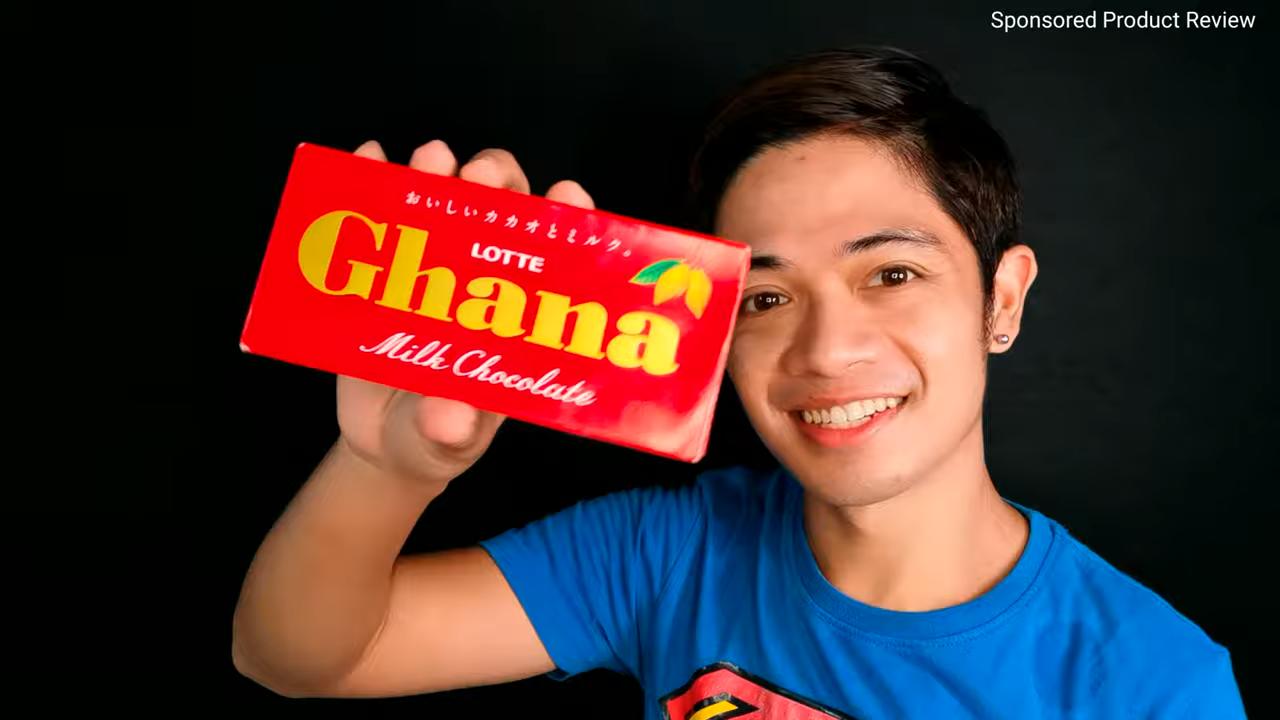 Sponsored Product Review
おいしいカカオとミルク。
LOTTE
Ghana
Milk Chocolate